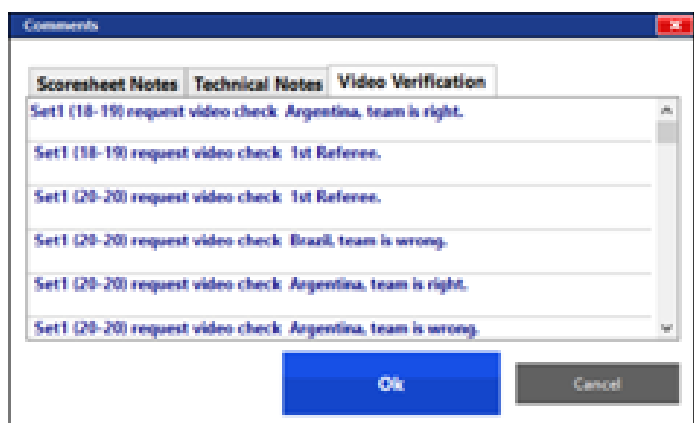 Comments
Scoresheet Notes Technical Notes Video Verification
Set1 (18-19) request video check Argentina, team is right.
Set1 (18-19) request video check 1st Referee.
Set1 (20-20) request video check 1st Referee.
Set1 (20-20) request video check Brazil, team is wrong.
Set1 (20-20) request video check Argentina, team is right.
Set1 (20-20) request video check Argentina, team is wrong.
Ok Cancel